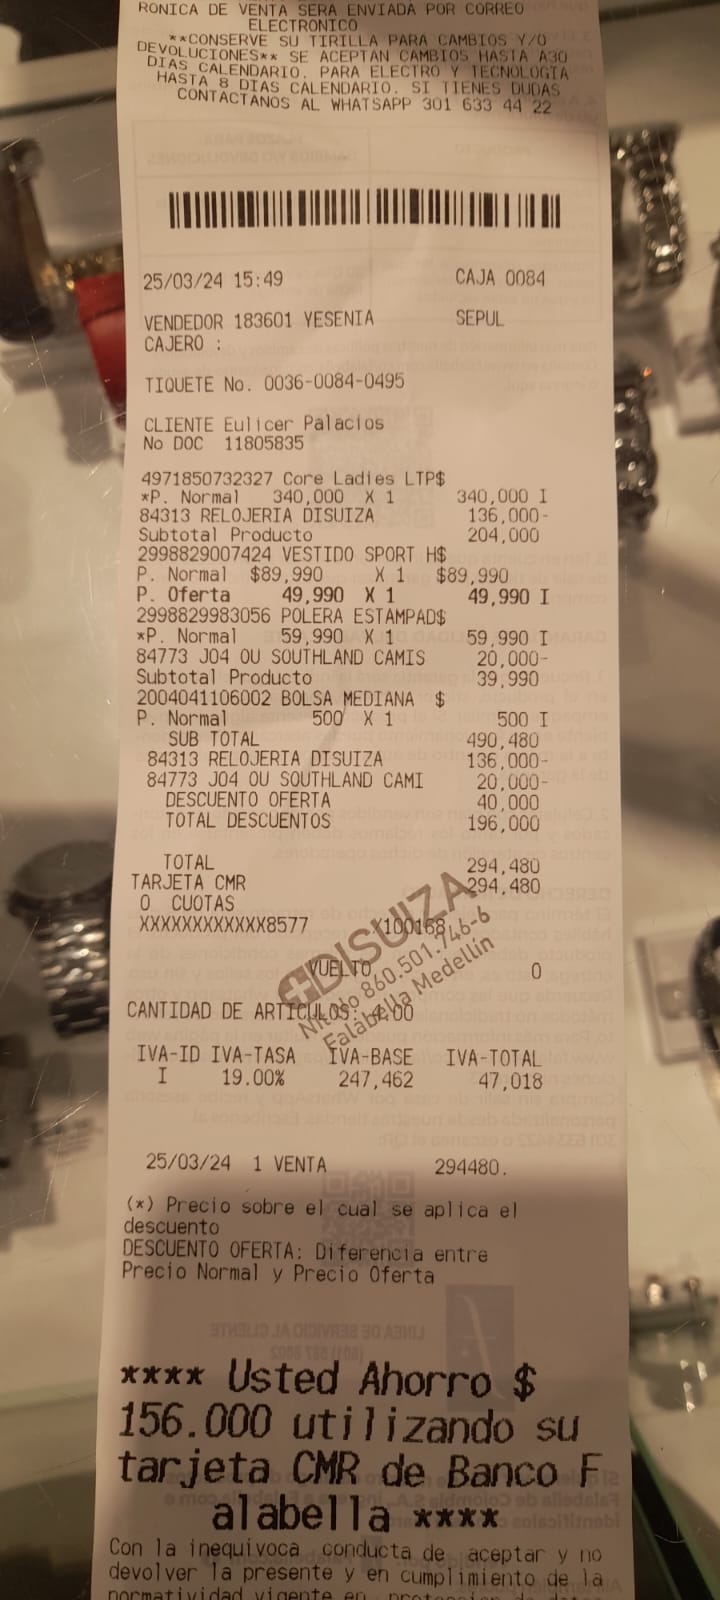 RONICA DE VENTA SERA ENVIADA POR CORREO
ELECTRONICO
**CONSERVE SU TIRILLA PARA CAMBIOS Y/O
DEVOLUCIONES** SE ACEPTAN CAMBIOS HASTA A30
DIAS CALENDARIO. PARA ELECTRO Y TECNOLOGIA
HASTA 8 DIAS CALENDARIO. SI TIENES DUDAS
CONTACTANOS AL WHATSAPP 301 633 44 22
25/03/24 15:49 CAJA 0084
VENDEDOR 183601 YESENIA SEPUL
CAJERO :
TIQUETE No. 0036-0084-0495
CLIENTE Eulicer Palacios
No DOC 11805835
4971850732327 Core Ladies LTP$
*P. Normal 340,000 X 1 340,000 I
84313 RELOJERIA DISUIZA 136,000-
Subtotal Producto 204,000
2998829007424 VESTIDO SPORT H$
P. Normal $89,990 X 1 $89,990
P. Oferta 49,990 X 1 49,990 I
2998829983056 POLERA ESTAMPAD$
*P. Normal 59,990 X 1 59,990 I
84773 J04 OU SOUTHLAND CAMIS 20,000-
Subtotal Producto 39,990
2004041106002 BOLSA MEDIANA $
P. Normal 500 X 1 500 I
SUB TOTAL 490,480
84313 RELOJERIA DISUIZA 136,000-
84773 J04 OU SOUTHLAND CAMI 20,000-
DESCUENTO OFERTA 40,000
TOTAL DESCUENTOS 196,000
TOTAL 294,480
TARJETA CMR 294,480
0 CUOTAS
XXXXXXXXXXXX8577 X100168
DISUIZA
Nit 860.501.746-6
Falabella Medellín
VUELTO 0
CANTIDAD DE ARTICULOS: 4.00
IVA-ID IVA-TASA IVA-BASE IVA-TOTAL
I 19.00% 247,462 47,018
25/03/24 1 VENTA 294480.
(*) Precio sobre el cual se aplica el
descuento
DESCUENTO OFERTA: Diferencia entre
Precio Normal y Precio Oferta
**** Usted Ahorro $
156.000 utilizando su
tarjeta CMR de Banco F
alabella ****
Con la inequivoca conducta de aceptar y no
devolver la presente y en cumplimiento de la
normatividad vigente en